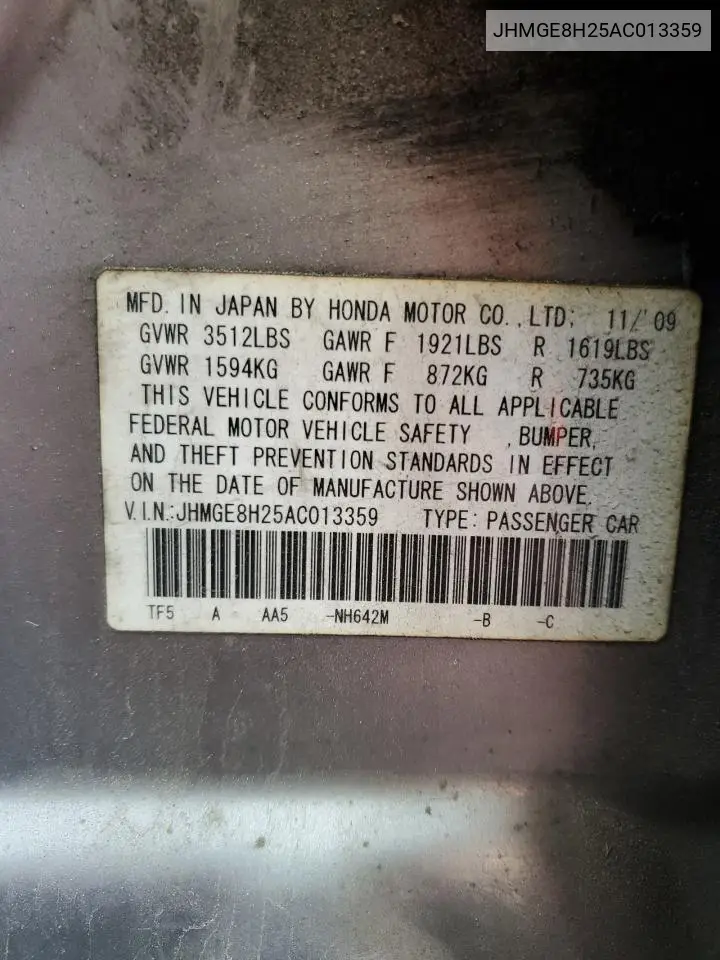 JHMGE8H25AC013359
MFD. IN JAPAN BY HONDA MOTOR CO.,LTD; 11/'09
GVWR 3512LBS GAWR F 1921LBS R 1619LBS
GVWR 1594KG GAWR F 872KG R 735KG
THIS VEHICLE CONFORMS TO ALL APPLICABLE
FEDERAL MOTOR VEHICLE SAFETY ,BUMPER,
AND THEFT PREVENTION STANDARDS IN EFFECT
ON THE DATE OF MANUFACTURE SHOWN ABOVE.
V.I.N.:JHMGE8H25AC013359 TYPE: PASSENGER CAR
TF5 A AA5 -NH642M -B -C